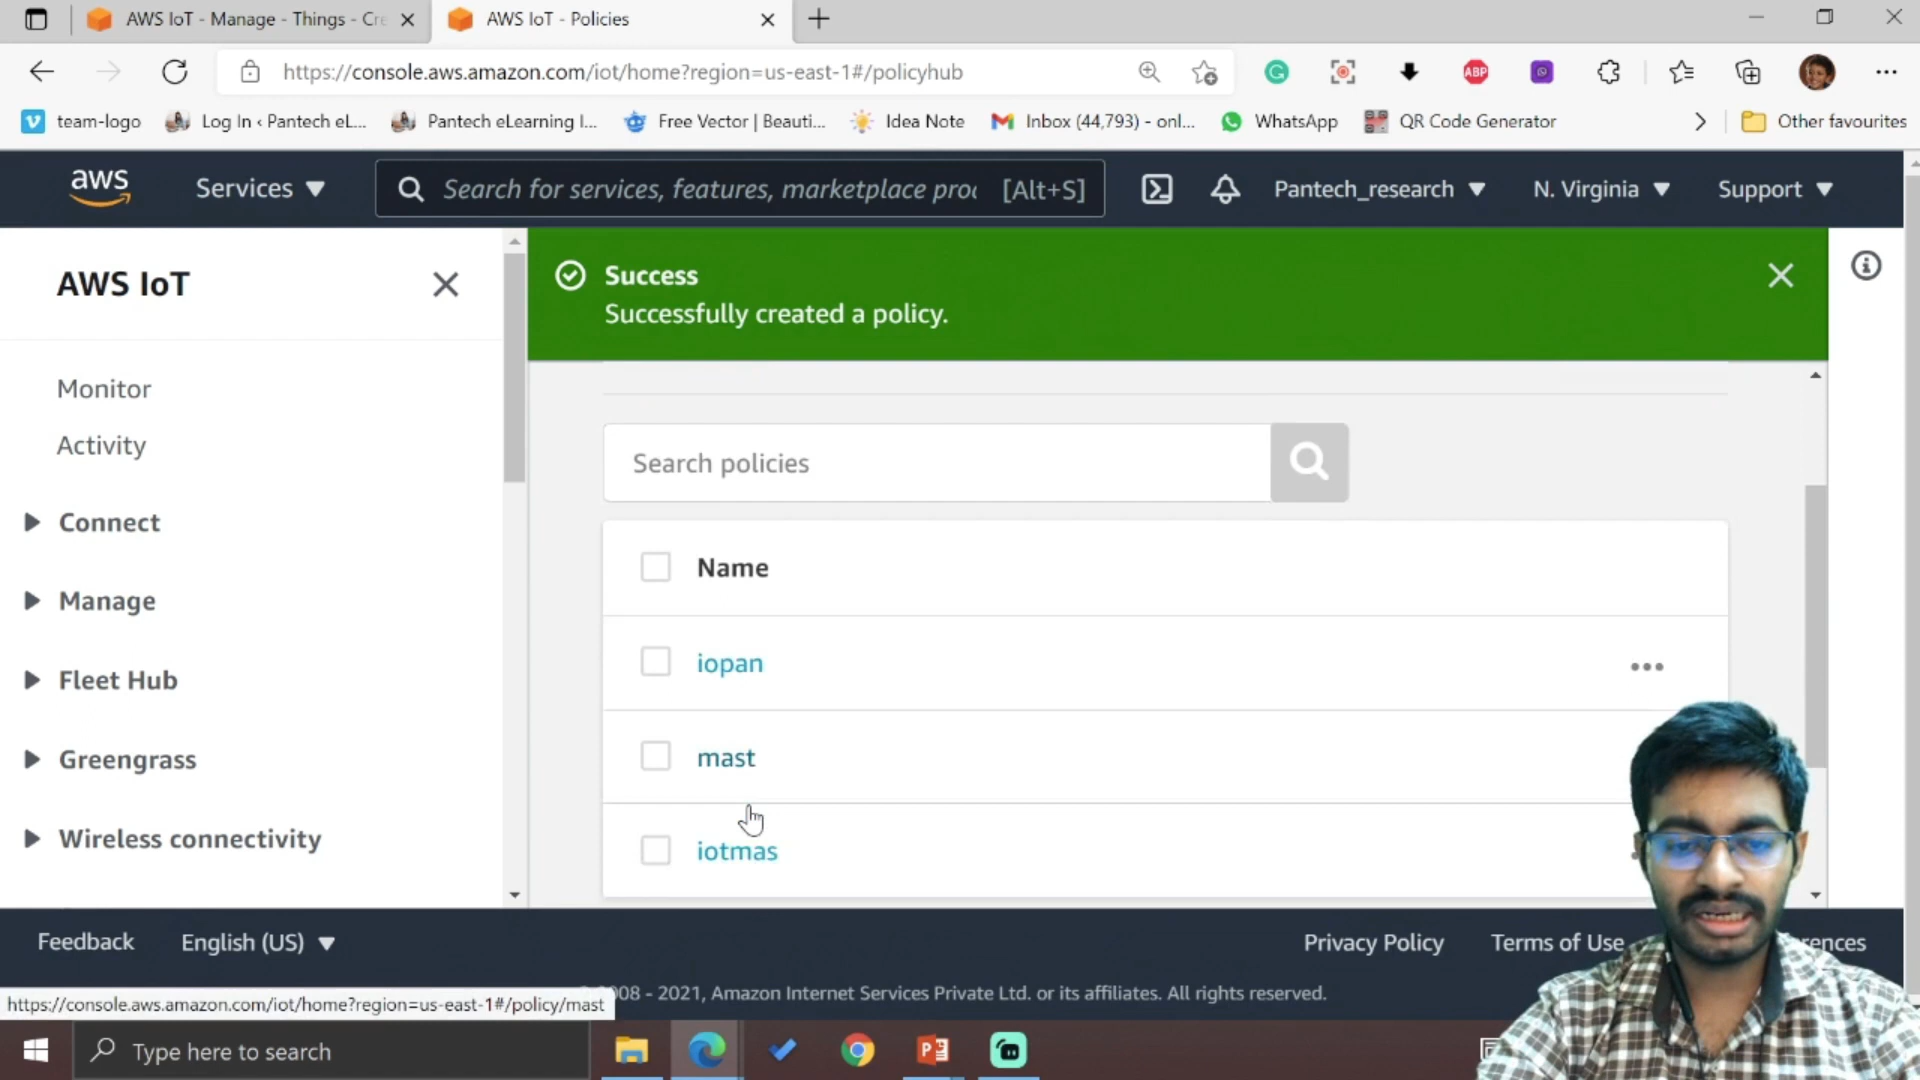 AWS IoT - Manage - Things - Cre
AWS IoT - Policies
https://console.aws.amazon.com/iot/home?region=us-east-1#/policyhub
ABP
team-logo
Log In ‹ Pantech eL...
Pantech eLearning I...
Free Vector | Beauti...
Idea Note
Inbox (44,793) - onl...
WhatsApp
QR Code Generator
Other favourites
aws
Services
Search for services, features, marketplace proc
[Alt+S]
Pantech_research
N. Virginia
Support
AWS IoT
Success
Successfully created a policy.
Monitor
Activity
Connect
Manage
Fleet Hub
Greengrass
Wireless connectivity
Search policies
Name
iopan
mast
iotmas
Feedback
English (US)
Privacy Policy
Terms of Use
rences
https://console.aws.amazon.com/iot/home?region=us-east-1#/policy/mast
008 - 2021, Amazon Internet Services Private Ltd. or its affiliates. All rights reserved.
Type here to search